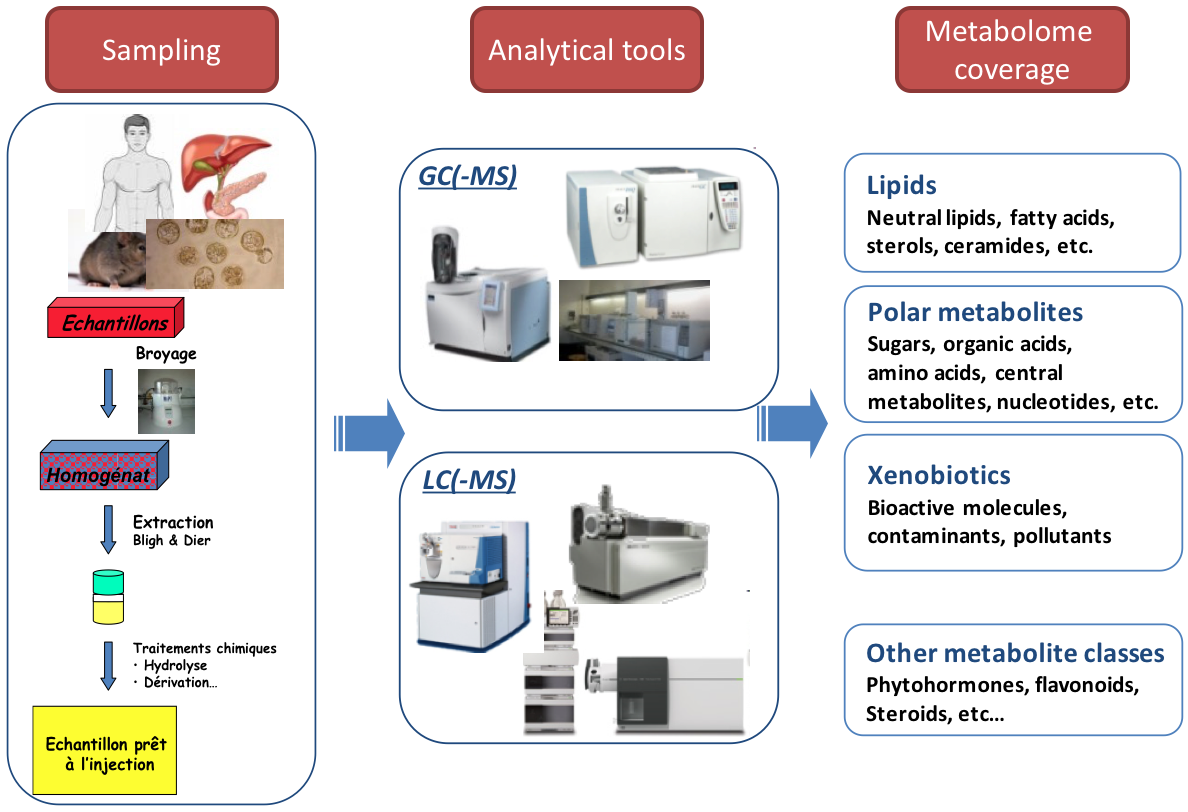 Sampling
Analytical tools
Metabolome
coverage
Echantillons
Broyage
Homogénat
Extraction
Bligh & Dier
Traitements chimiques
• Hydrolyse
• Dérivation...
Echantillon prêt
à l'injection
GC(-MS)
LC(-MS)
Lipids
Neutral lipids, fatty acids,
sterols, ceramides, etc.
Polar metabolites
Sugars, organic acids,
amino acids, central
metabolites, nucleotides, etc.
Xenobiotics
Bioactive molecules,
contaminants, pollutants
Other metabolite classes
Phytohormones, flavonoids,
Steroids, etc...